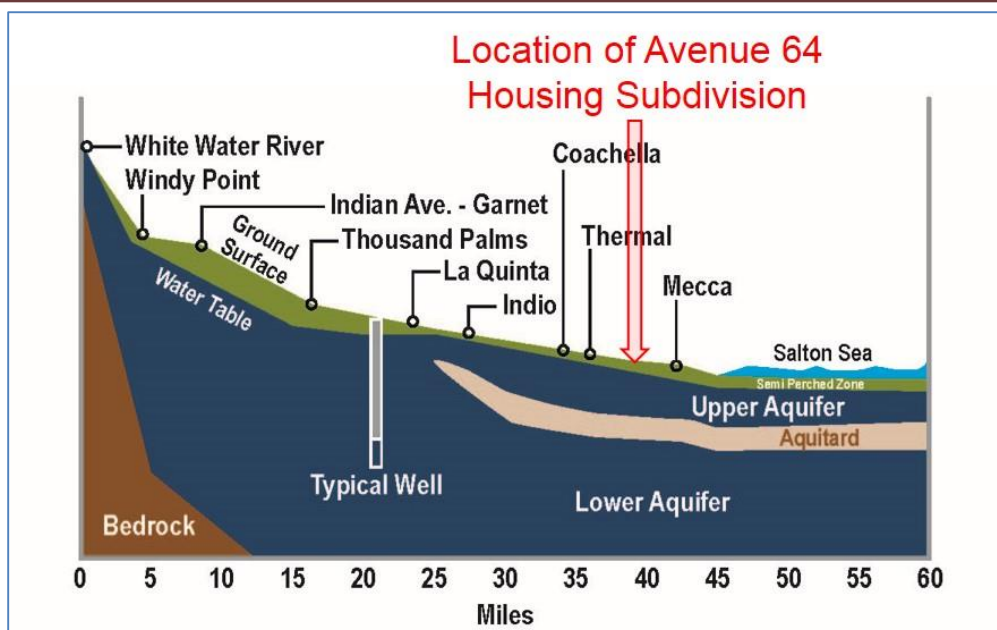 Location of Avenue 64
Housing Subdivision
White Water River
Windy Point
Indian Ave. - Garnet
Ground
Surface
Thousand Palms
Water Table
La Quinta
Indio
Coachella
Thermal
Mecca
Salton Sea
Semi Perched Zone
Upper Aquifer
Aquitard
Typical Well
Lower Aquifer
Bedrock
0 5 10 15 20 25 30 35 40 45 50 55 60
Miles